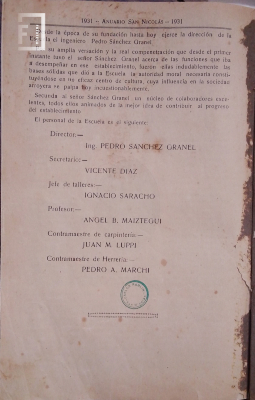 1931 - Anuario San Nicolás - 1931
la época de su fundación hasta hoy ejerce la dirección de la
Escuela el ingeniero Pedro Sánchez Granel.
su amplia versación y la real compenetración que desde el primer
instante tuvo el señor Sánchez Granel acerca de las funciones que iba
a desempeñar en ese establecimiento, fueron ellas indudablemente las
bases sólidas que dió a la Escuela la autoridad moral necesaria consti-
tuyéndose en un eficaz centro de cultura, cuya influencia en la sociedad
arroyera se palpa hoy incuestionablemente.
Secunda al señor Sánchez Granel un núcleo de colaboradores exce-
lentes, todos ellos animados de la mejor idea de contribuir al progreso
del establecimiento.
El personal de la Escuela es el siguiente:
Director:—
Ing. PEDRO SANCHEZ GRANEL
Secretario:—
VICENTE DIAZ
Jefe de talleres:—
IGNACIO SARACHO
Profesor:—
ANGEL B. MAIZTEGUI
Contramaestre de carpintería:—
JUAN M. LUPPI
Contramaestre de Herrería:—
PEDRO A. MARCHI